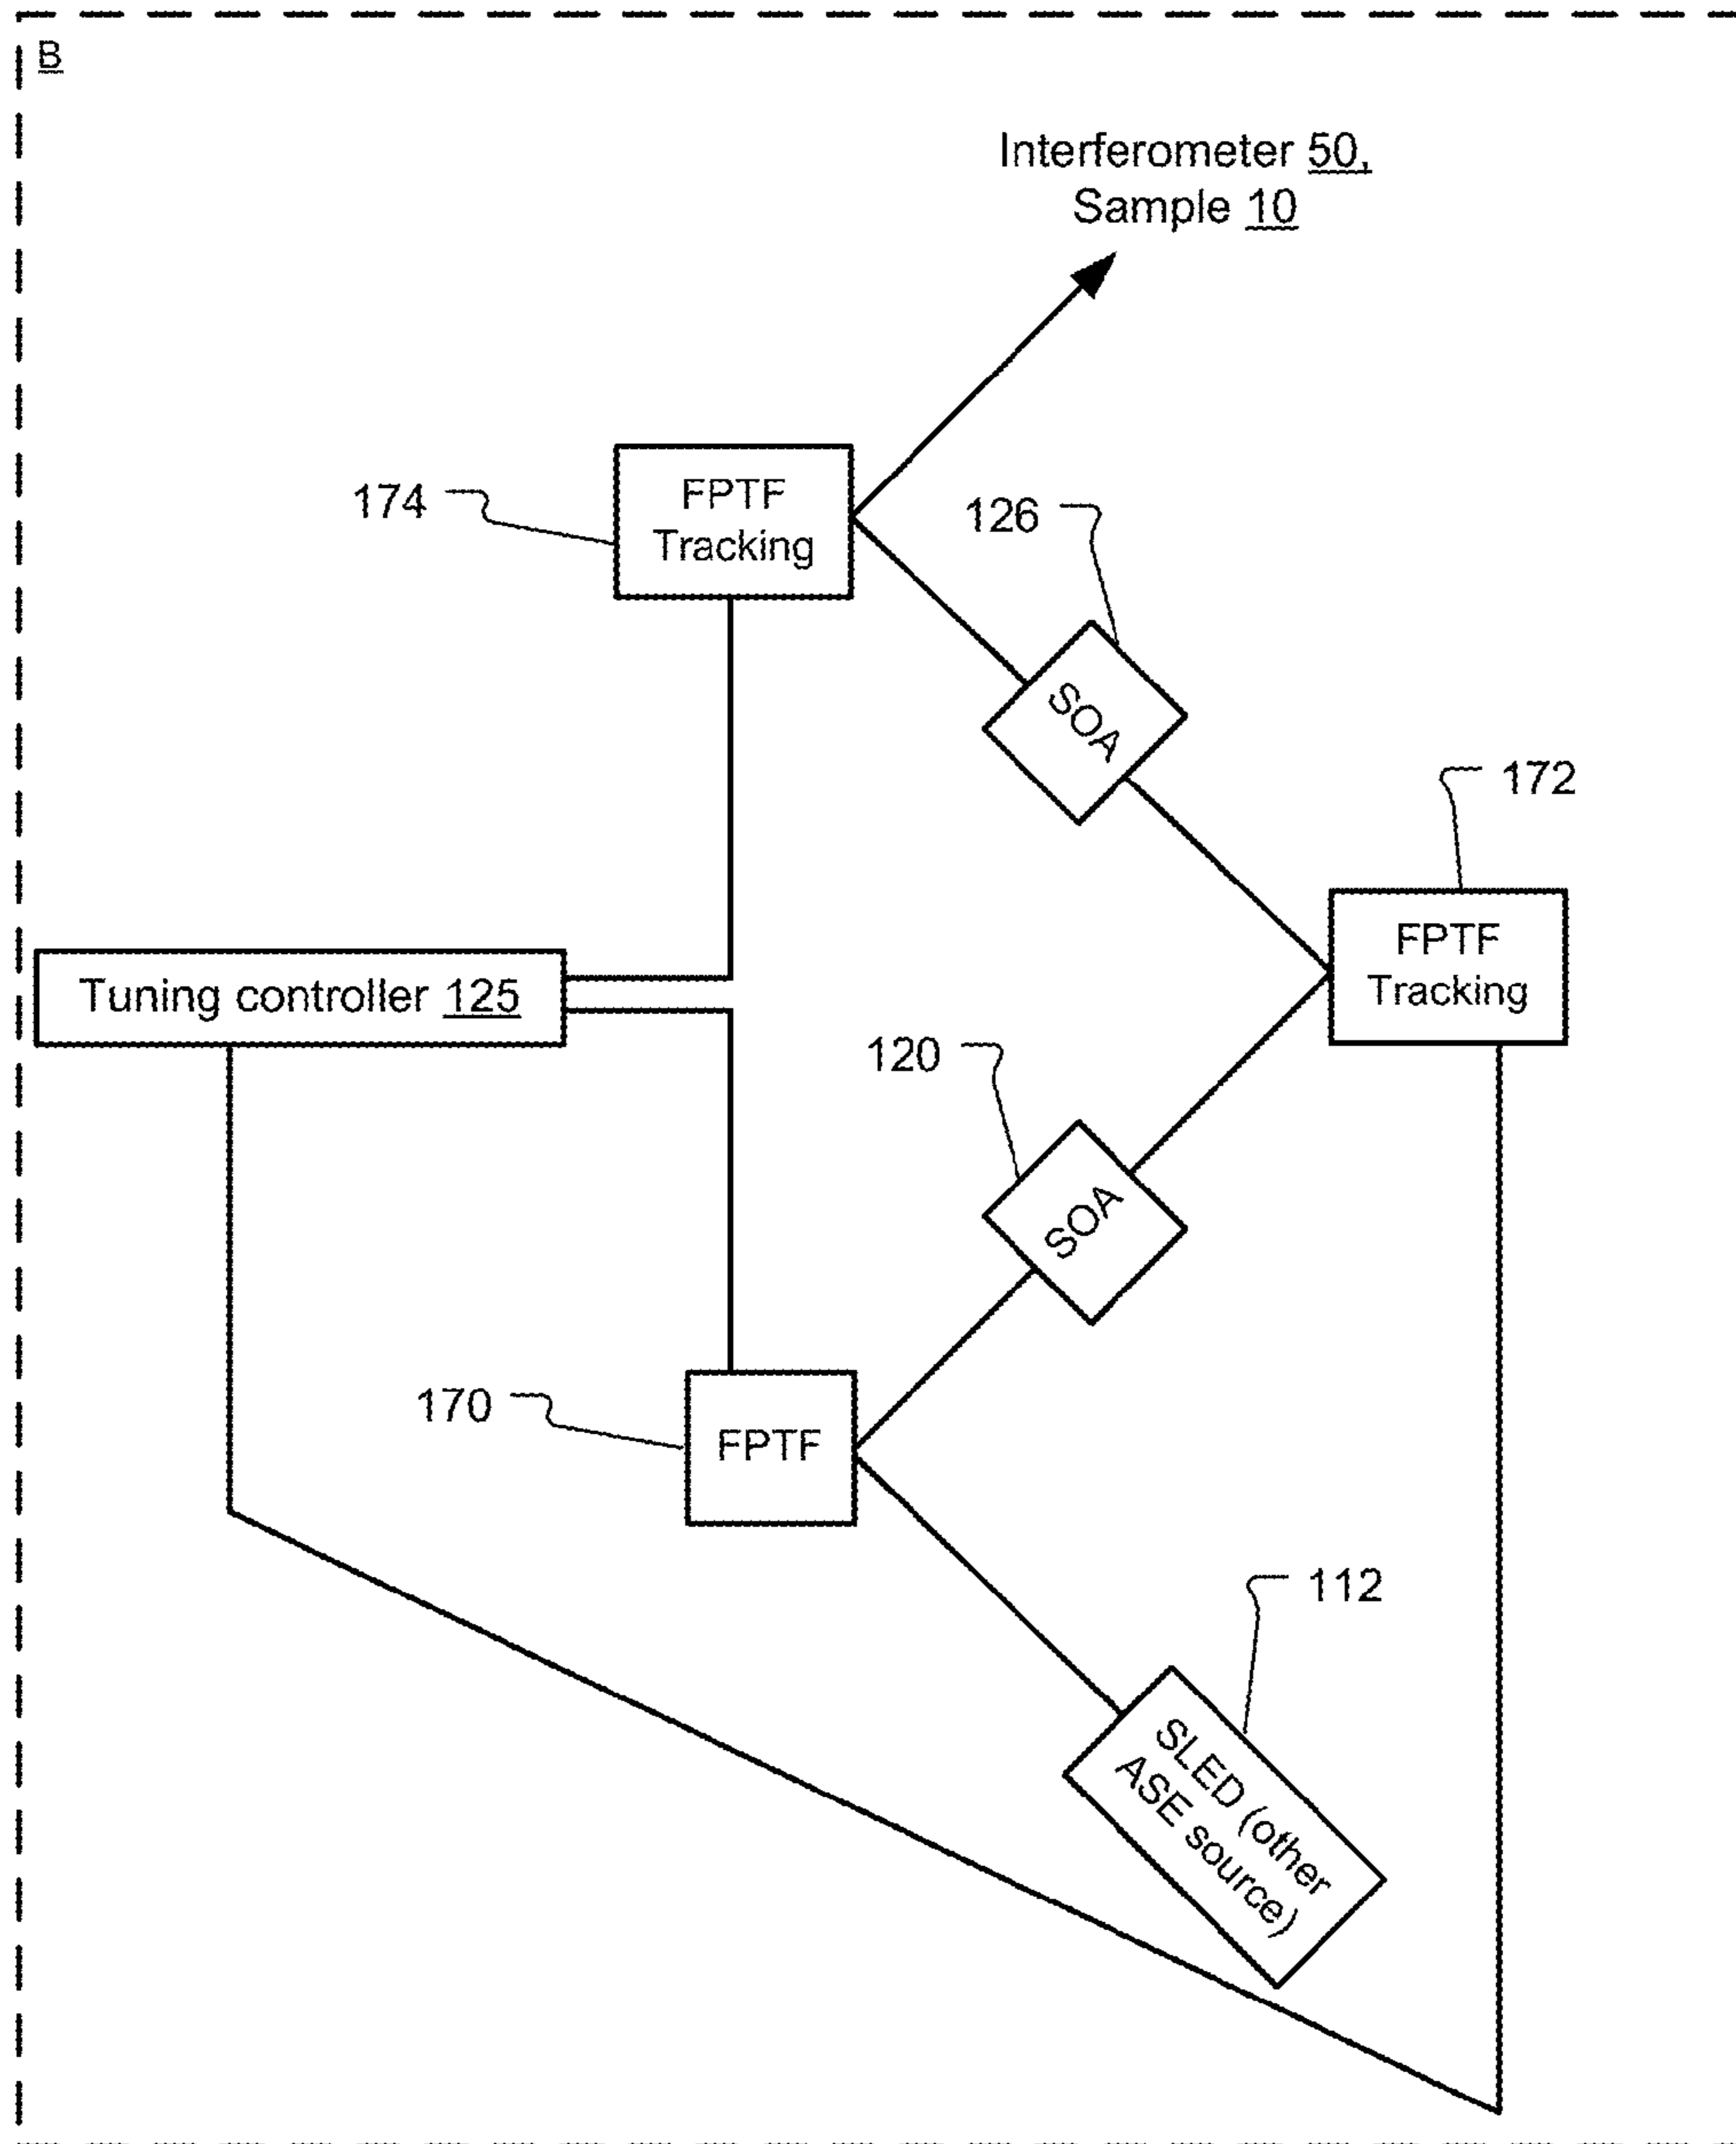 B
Interferometer 50,
Sample 10
174
FPTF
Tracking
126
SOA
172
FPTF
Tracking
Tuning controller 125
120
SOA
170
FPTF
112
SLED (other
ASE source)